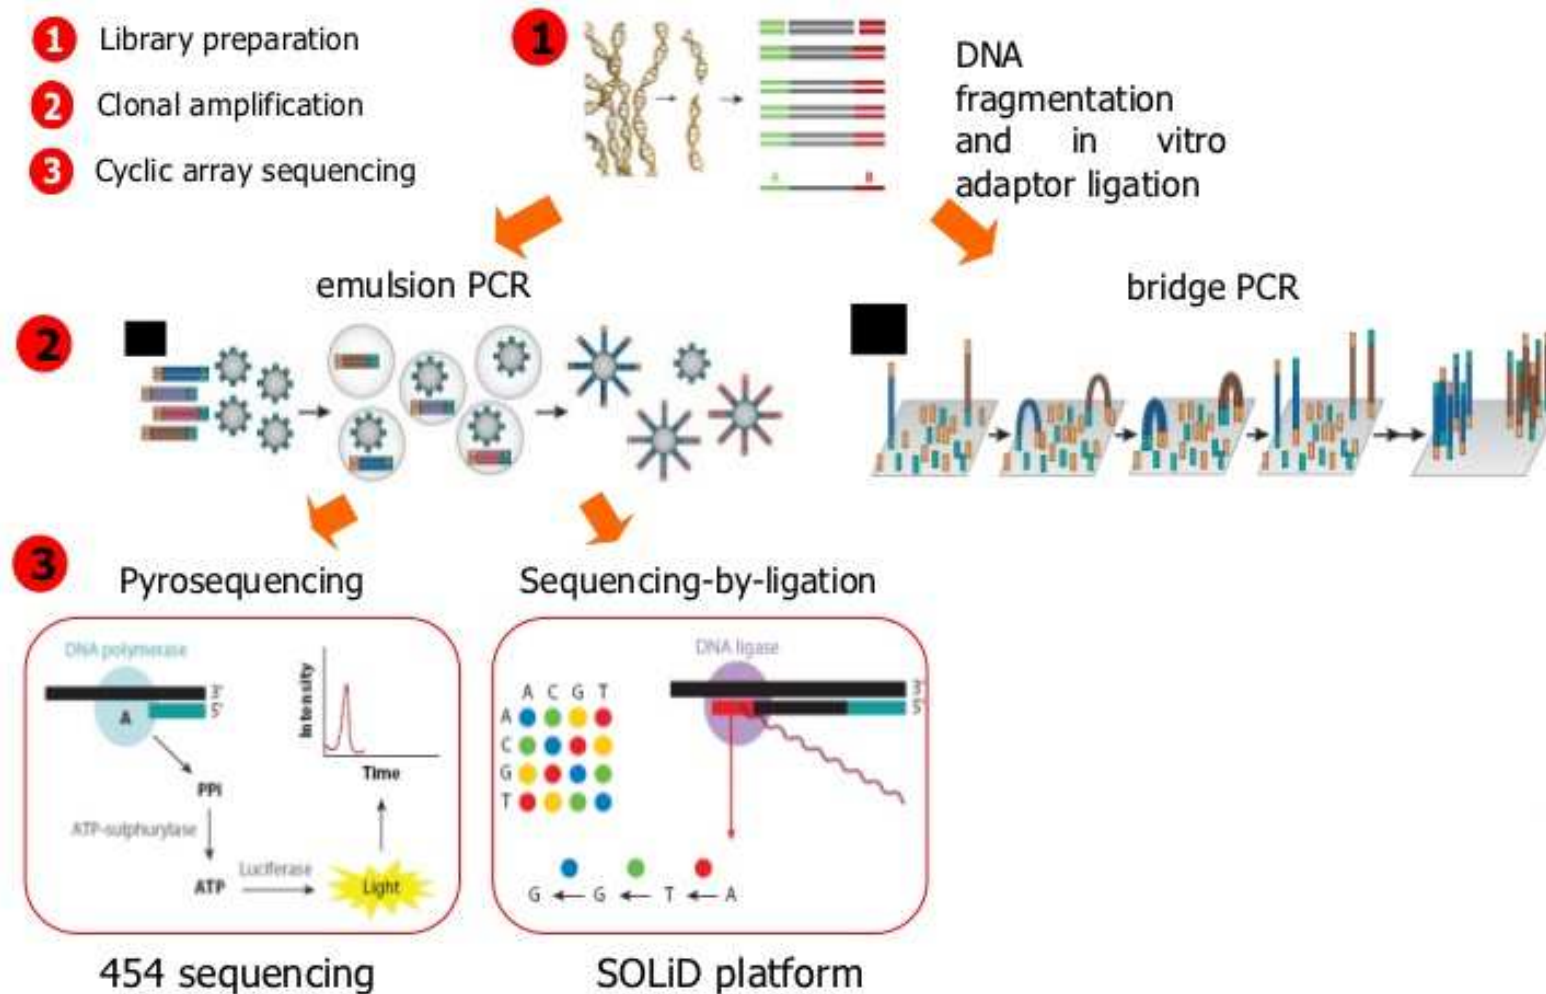 1 Library preparation
2 Clonal amplification
3 Cyclic array sequencing
1
DNA
fragmentation
and in vitro
adaptor ligation
A B
emulsion PCR
bridge PCR
2
3
Pyrosequencing
Sequencing-by-ligation
DNA polymerase
3'
5'
A
PPi
ATP-sulphurylase
ATP
Luciferase
Light
Intensity
Time
DNA ligase
3'
5'
A C G T
A
C
G
T
G G T A
454 sequencing
SOLiD platform